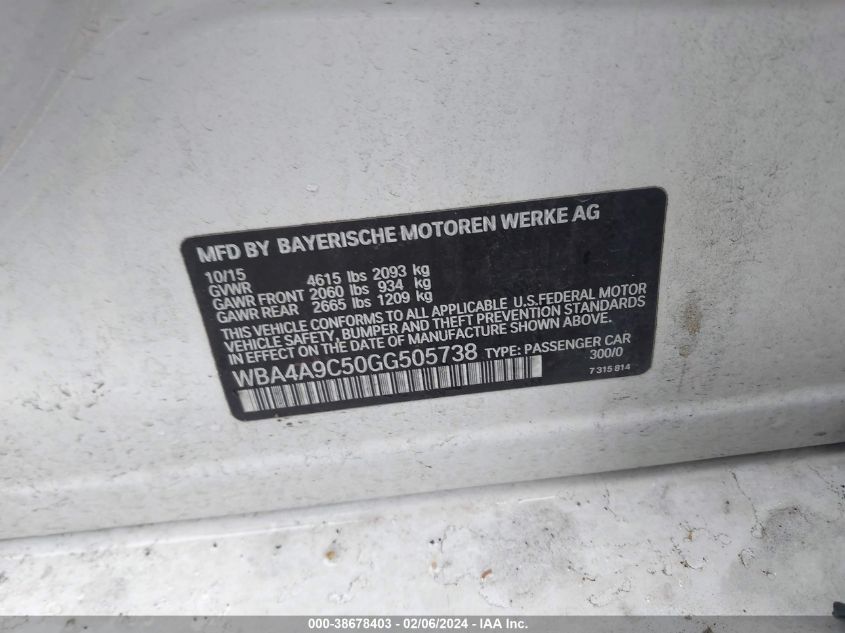 MFD BY BAYERISCHE MOTOREN WERKE AG
10/15
GVWR 4615 lbs 2093 kg
GAWR FRONT 2060 lbs 934 kg
GAWR REAR 2665 lbs 1209 kg
THIS VEHICLE CONFORMS TO ALL APPLICABLE U.S.FEDERAL MOTOR
VEHICLE SAFETY, BUMPER AND THEFT PREVENTION STANDARDS
IN EFFECT ON THE DATE OF MANUFACTURE SHOWN ABOVE.
WBA4A9C50GG505738 TYPE: PASSENGER CAR
300/0
7 315 814
000-38678403 - 02/06/2024 - IAA Inc.